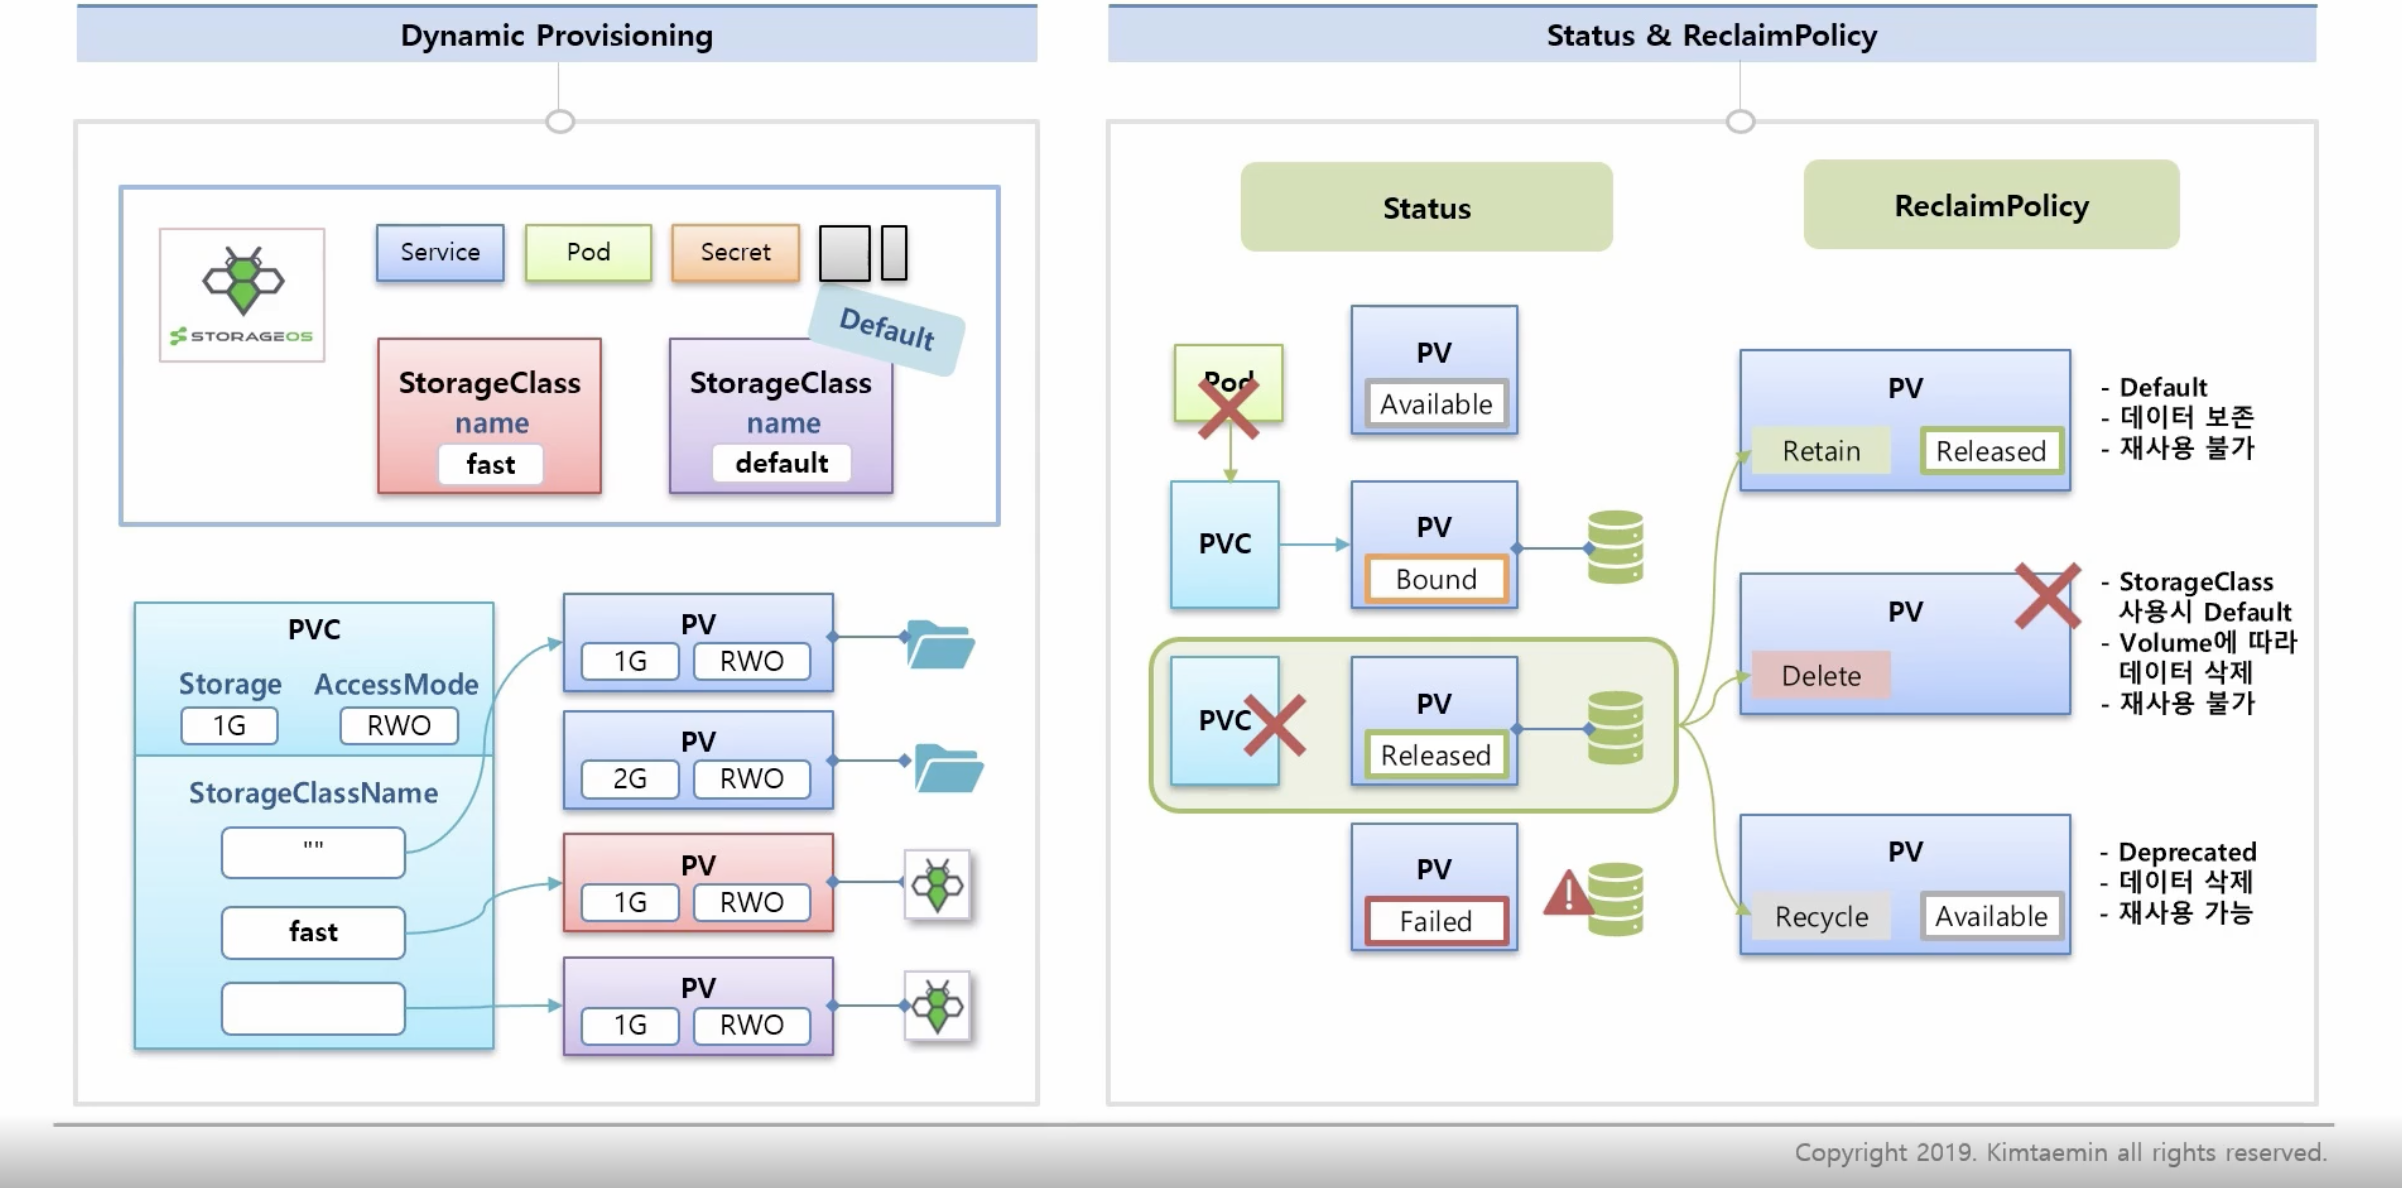 Dynamic Provisioning
STORAGEOS
Service
Pod
Secret
Default
StorageClass
name
fast
StorageClass
name
default
PVC
Storage
AccessMode
1G
RWO
StorageClassName
""
fast
PV
1G
RWO
PV
2G
RWO
PV
1G
RWO
PV
1G
RWO
Status & ReclaimPolicy
Status
Pod
PV
Available
PVC
PV
Bound
PVC
PV
Released
PV
Failed
ReclaimPolicy
PV
Retain
Released
- Default
- 데이터 보존
- 재사용 불가
PV
Delete
- StorageClass
사용시 Default
- Volume에 따라
데이터 삭제
- 재사용 불가
PV
Recycle
Available
- Deprecated
- 데이터 삭제
- 재사용 가능
Copyright 2019. Kimtaemin all rights reserved.